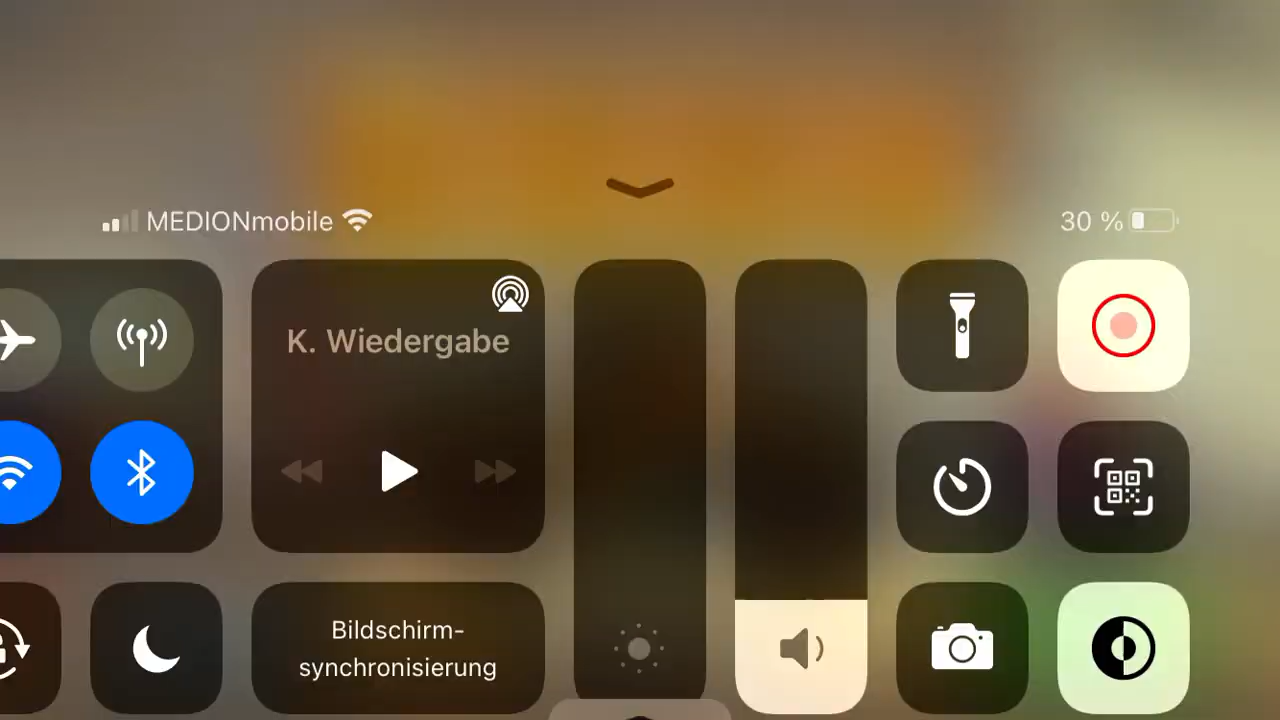 MEDIONmobile
30 %
K. Wiedergabe
Bildschirm-
synchronisierung